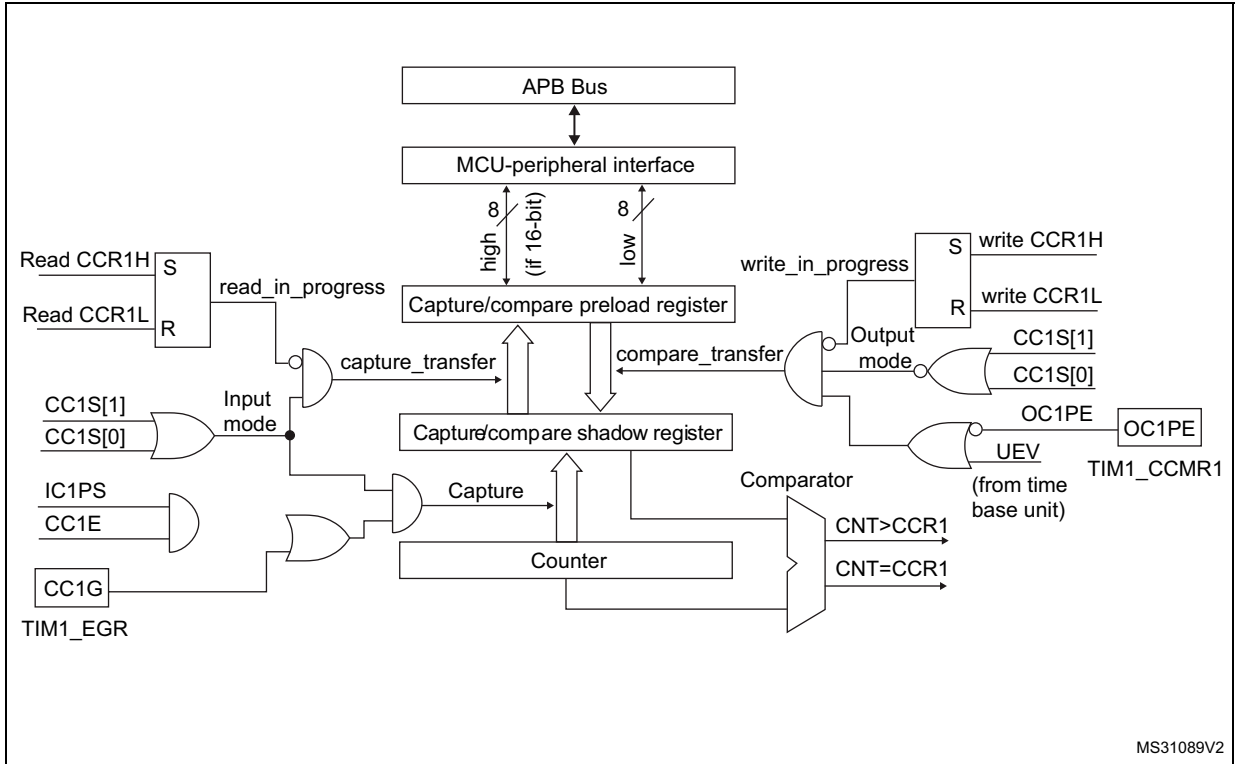 APB Bus
MCU-peripheral interface
8
high
(if 16-bit)
8
low
Read CCR1H
S
Read CCR1L
R
read_in_progress
write_in_progress
S
write CCR1H
R
write CCR1L
Capture/compare preload register
capture_transfer
compare_transfer
Output
mode
CC1S[1]
CC1S[0]
CC1S[1]
CC1S[0]
Input
mode
Capture/compare shadow register
OC1PE
OC1PE
UEV
TIM1_CCMR1
(from time
base unit)
IC1PS
CC1E
Capture
Comparator
CNT>CCR1
Counter
CNT=CCR1
CC1G
TIM1_EGR
MS31089V2